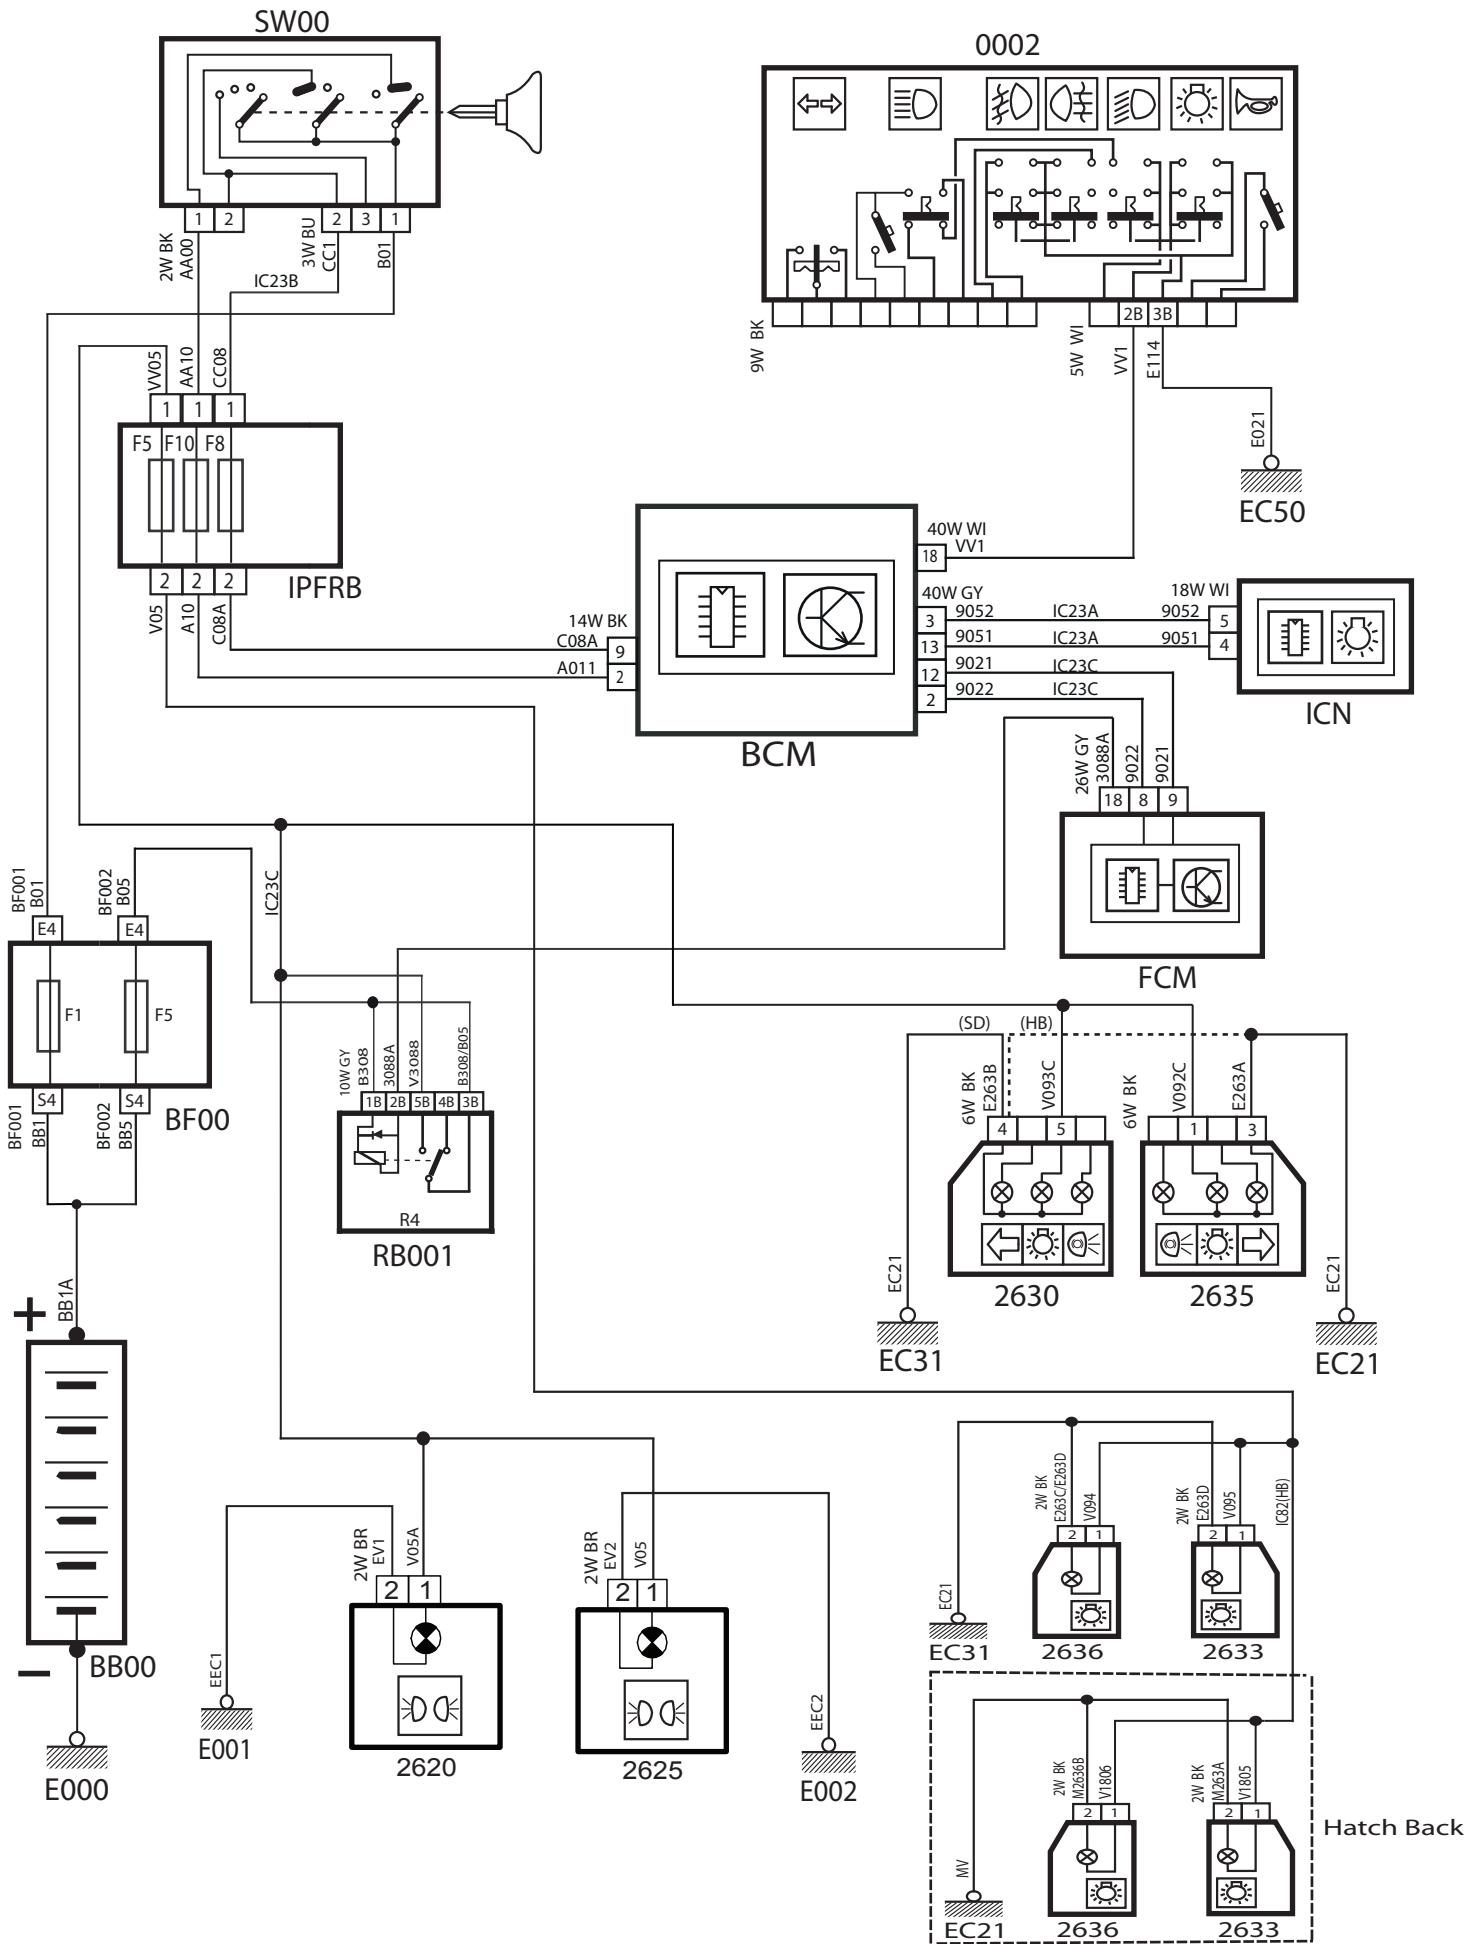 SW00
0002
1 2
2 3 1
2W BK
AA00
3W BU
CC1
B01
IC23B
9W BK
5W WI
2B 3B
VV1
E114
E021
EC50
VV05
AA10
CC08
1 1 1
F5 F10 F8
2 2 2
IPFRB
V05
A10
C08A
14W BK
C08A
A011
9
2
BCM
40W WI
VV1
18
40W GY
3 9052 IC23A 9052 5
13 9051 IC23A 9051 4
12 9021 IC23C
2 9022 IC23C
18W WI
ICN
26W GY
3088A
9022
9021
18 8 9
FCM
BF001
B01
BF002
B05
E4 E4
F1 F5
S4 S4
BF00
BF001
BB1
BF002
BB5
BB1A
+
−
BB00
E000
IC23C
10W GY
B308
3088A
V3088
B308/B05
1B 2B 5B 4B 3B
R4
RB001
(SD) (HB)
6W BK
E263B
V093C
6W BK
V092C
E263A
4 5
1 3
2630
2635
EC21
EC31
EC21
EC21
2W BK
E263C/E263D
V094
2W BK
E263D
V095
IC82(HB)
2 1
2 1
EC21
EC31
2636
2633
2W BR
EV1
V05A
2 1
EEC1
E001
2620
2W BR
EV2
V05
2 1
EEC2
E002
2625
2W BK
M2636B
V1806
2W BK
M263A
V1805
2 1
2 1
MV
EC21
2636
2633
Hatch Back